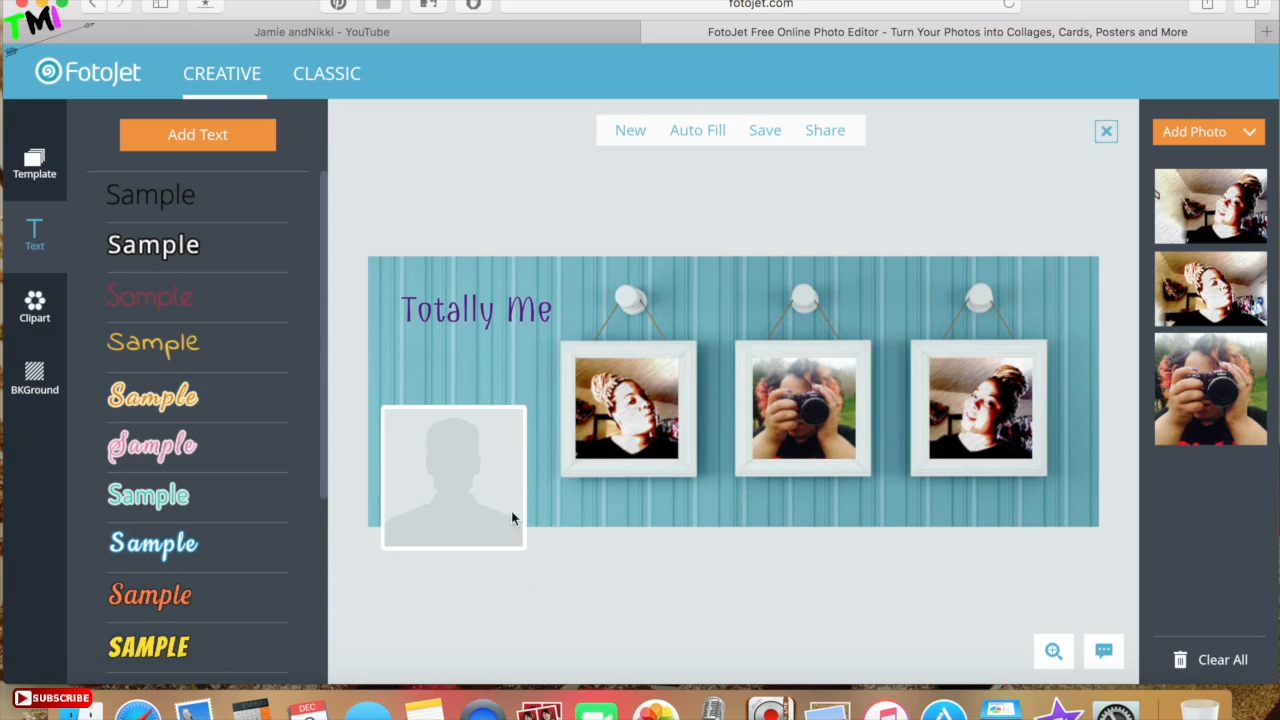 TMI
fotojet.com
Jamie andNikki - YouTube
FotoJet Free Online Photo Editor - Turn Your Photos into Collages, Cards, Posters and More
FotoJet
CREATIVE
CLASSIC
Template
Text
Clipart
BKGround
Add Text
Sample
Sample
Sample
Sample
Sample
Sample
Sample
Sample
Sample
SAMPLE
New
Auto Fill
Save
Share
Totally Me
Add Photo
Clear All
SUBSCRIBE
DEC